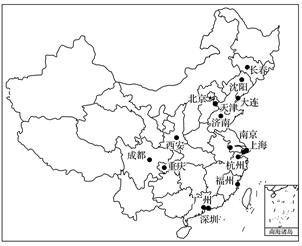 长春
沈阳
北京
大连
天津
济南
南京
西安
上海
成都
杭州
重庆
福州
州
深圳
南海诸岛